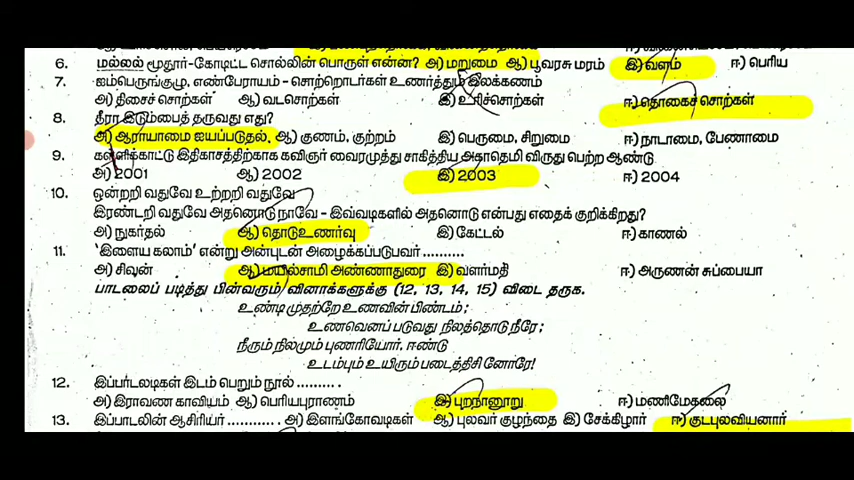 6. மல்லல் மூதூர்-கோடிட்ட சொல்லின் பொருள் என்ன? அ) மறுமை ஆ) பூவரசு மரம் இ) வளம் ஈ) பெரிய
7. ஐம்பெருங்குழு, எண்பேராயம் - சொற்றொடர்கள் உணர்த்தும் இலக்கணம்
அ) திசைச் சொற்கள் ஆ) வடசொற்கள் இ) உரிச்சொற்கள் ஈ) தொகைச் சொற்கள்
8. தீரா இடும்பைத் தருவது எது?
அ) ஆராயாமை ஐயப்படுதல், ஆ) குணம், குற்றம் இ) பெருமை, சிறுமை ஈ) நாடாமை, பேணாமை
9. கள்ளிக்காட்டு இதிகாசத்திற்காக கவிஞர் வைரமுத்து சாகித்திய அகாதெமி விருது பெற்ற ஆண்டு
அ) 2001 ஆ) 2002 இ) 2003 ஈ) 2004
10. ஒன்றறி வதுவே உற்றறி வதுவே
இரண்டறி வதுவே அதனொடு நாவே - இவ்வடிகளில் அதனொடு என்பது எதைக் குறிக்கிறது?
அ) நுகர்தல் ஆ) தொடுஉணர்வு இ) கேட்டல் ஈ) காணல்
11. 'இளைய கலாம்' என்று அன்புடன் அழைக்கப்படுபவர் ..........
அ) சிவன் ஆ) மயில்சாமி அண்ணாதுரை இ) வளர்மதி ஈ) அருணன் சுப்பையா
பாடலைப் படித்து பின்வரும் வினாக்களுக்கு (12, 13, 14, 15) விடை தருக.
உண்டி முதற்றே உணவின் பிண்டம் ;
உணவெனப் படுவது நிலத்தொடு நீரே ;
நீரும் நிலமும் புணரியோர், ஈண்டு
உடம்பும் உயிரும் படைத்திசி னோரே!
12. இப்பாடலடிகள் இடம் பெறும் நூல் ......... .
அ) இராவண காவியம் ஆ) பெரியபுராணம் இ) புறநானூறு ஈ) மணிமேகலை
13. இப்பாடலின் ஆசிரியர் ........... அ) இளங்கோவடிகள் ஆ) புலவர் குழந்தை இ) சேக்கிழார் ஈ) குடபுலவியனார்